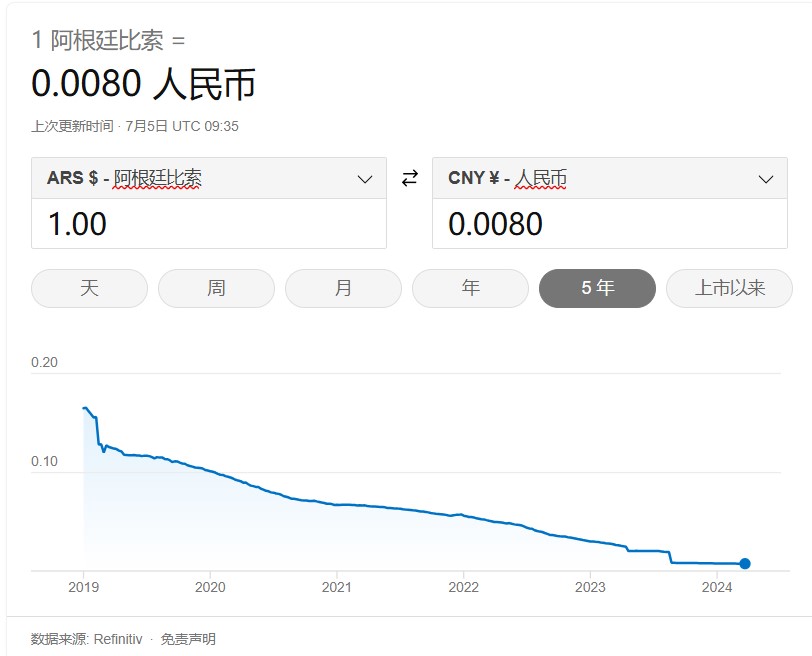 1 阿根廷比索 =
0.0080 人民币
上次更新时间 · 7月5日 UTC 09:35
ARS $ - 阿根廷比索
CNY ¥ - 人民币
1.00
0.0080
天
周
月
年
5 年
上市以来
0.20
0.10
2019
2020
2021
2022
2023
2024
数据来源: Refinitiv · 免责声明